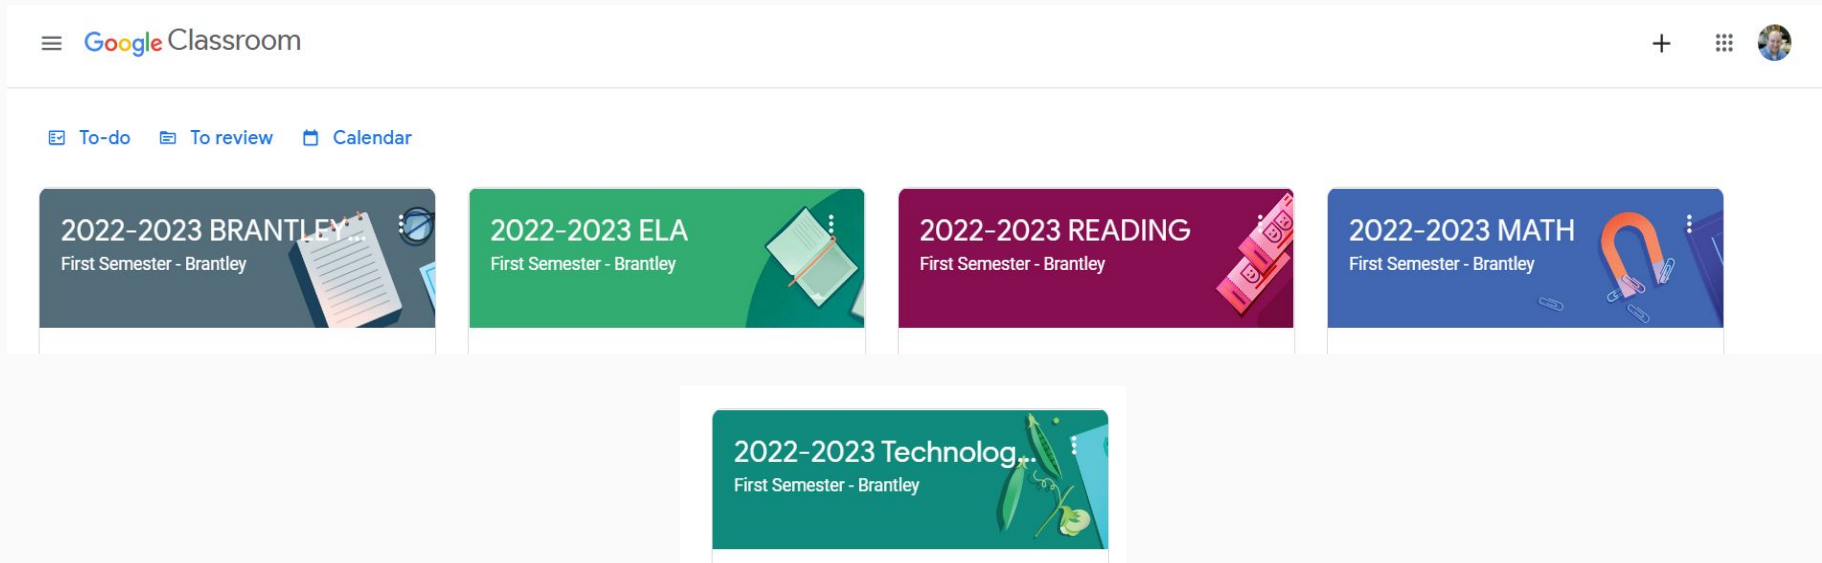 Google Classroom
To-do To review Calendar
2022-2023 BRANTLEY...
First Semester - Brantley
2022-2023 ELA
First Semester - Brantley
2022-2023 READING
First Semester - Brantley
2022-2023 MATH
First Semester - Brantley
2022-2023 Technolog...
First Semester - Brantley